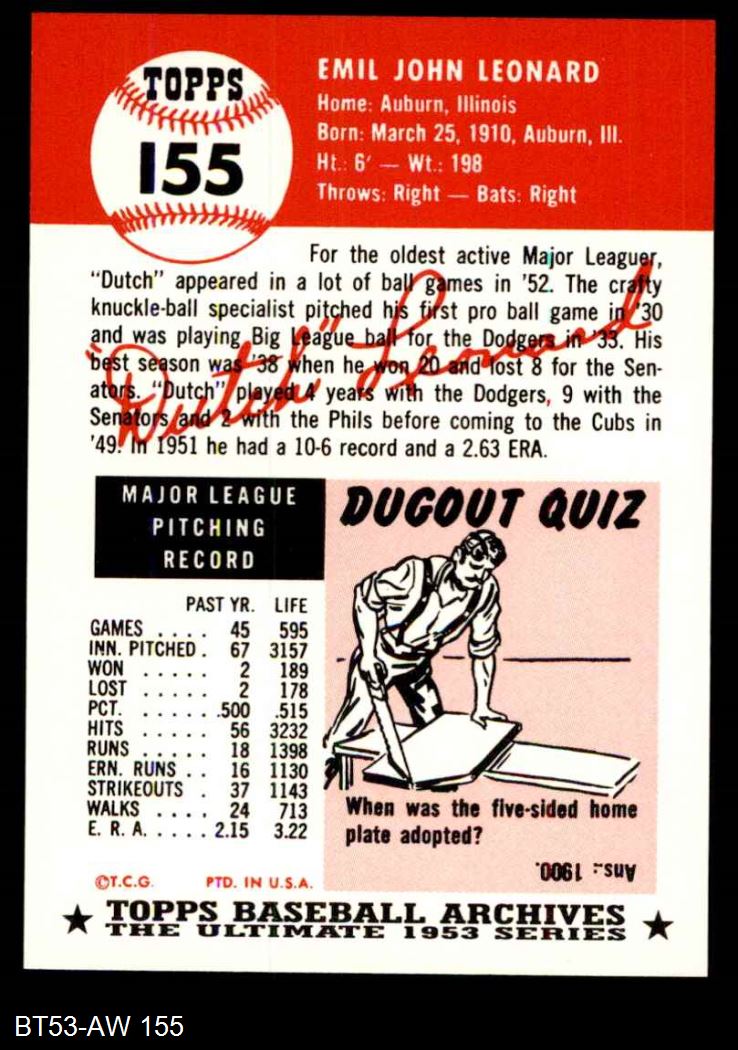 TOPPS
155
EMIL JOHN LEONARD
Home: Auburn, Illinois
Born: March 25, 1910, Auburn, Ill.
Ht.: 6' — Wt.: 198
Throws: Right — Bats: Right
For the oldest active Major Leaguer,
"Dutch" appeared in a lot of ball games in '52. The crafty
knuckle-ball specialist pitched his first pro ball game in '30
and was playing Big League ball for the Dodgers in '33. His
best season was '38 when he won 20 and lost 8 for the Sen-
ators. "Dutch" played 4 years with the Dodgers, 9 with the
Senators and 2 with the Phils before coming to the Cubs in
'49. In 1951 he had a 10-6 record and a 2.63 ERA.
"Dutch" Leonard
MAJOR LEAGUE
PITCHING
RECORD
PAST YR. LIFE
GAMES .... 45 595
INN. PITCHED . 67 3157
WON ..... 2 189
LOST ..... 2 178
PCT. ...... .500 .515
HITS ..... 56 3232
RUNS ..... 18 1398
ERN. RUNS .. 16 1130
STRIKEOUTS . 37 1143
WALKS .... 24 713
E. R. A. ..... 2.15 3.22
DUGOUT QUIZ
When was the five-sided home
plate adopted?
Ans.: 1900.
©T.C.G. PTD. IN U.S.A.
TOPPS BASEBALL ARCHIVES
THE ULTIMATE 1953 SERIES
BT53-AW 155